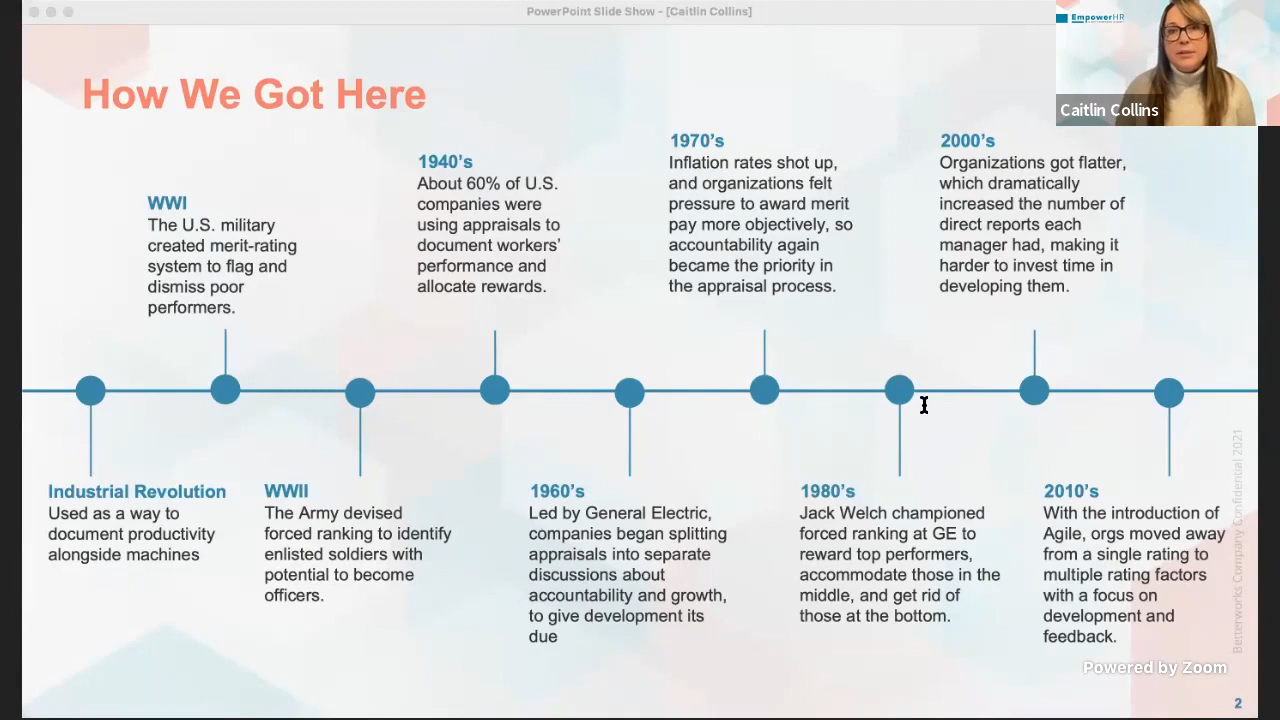 PowerPoint Slide Show - [Caitlin Collins]
EmpowerHR
Caitlin Collins
How We Got Here
WWI
The U.S. military
created merit-rating
system to flag and
dismiss poor
performers.
1940's
About 60% of U.S.
companies were
using appraisals to
document workers'
performance and
allocate rewards.
1970's
Inflation rates shot up,
and organizations felt
pressure to award merit
pay more objectively, so
accountability again
became the priority in
the appraisal process.
2000's
Organizations got flatter,
which dramatically
increased the number of
direct reports each
manager had, making it
harder to invest time in
developing them.
Industrial Revolution
Used as a way to
document productivity
alongside machines
WWII
The Army devised
forced ranking to identify
enlisted soldiers with
potential to become
officers.
1960's
Led by General Electric,
companies began splitting
appraisals into separate
discussions about
accountability and growth,
to give development its
due
1980's
Jack Welch championed
forced ranking at GE to
reward top performers,
accommodate those in the
middle, and get rid of
those at the bottom.
2010's
With the introduction of
Agile, orgs moved away
from a single rating to
multiple rating factors
with a focus on
development and
feedback.
Betterworks Company Confidential 2021
Powered by Zoom
2